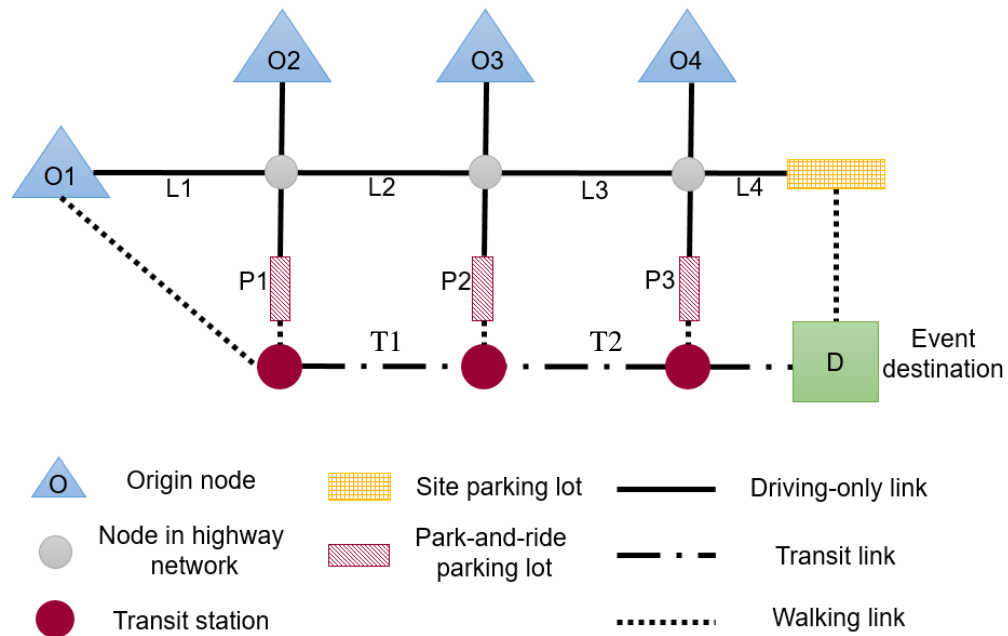 O2
O3
O4
O1
L1
L2
L3
L4
P1
P2
P3
T1
T2
D
Event
destination
O
Origin node
Site parking lot
Driving-only link
Node in highway
network
Park-and-ride
parking lot
Transit link
Transit station
Walking link